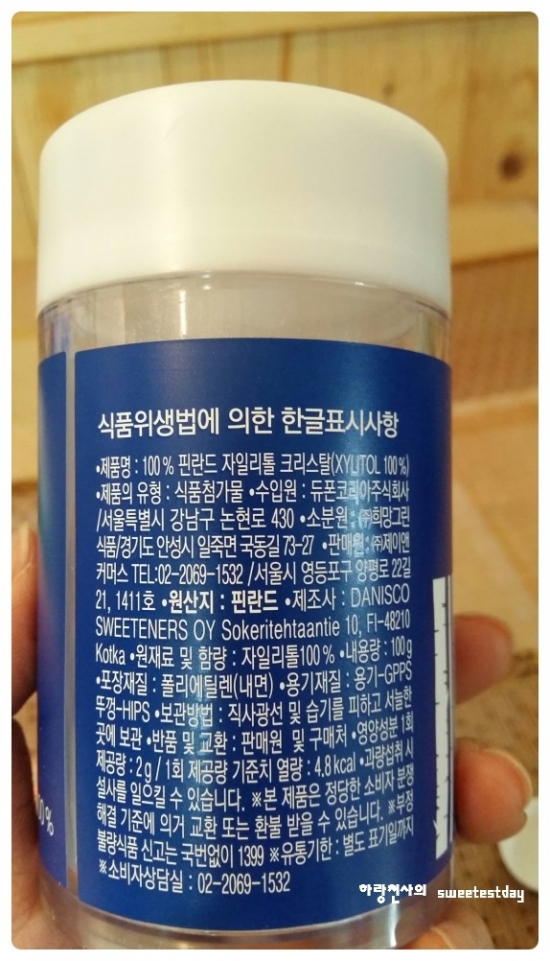 식품위생법에 의한 한글표시사항
•제품명 : 100% 핀란드 자일리톨 크리스탈(XYLITOL 100%)
•제품의 유형 : 식품첨가물 •수입원 : 듀폰코리아주식회사
/서울특별시 강남구 논현로 430 •소분원 : ㈜희망그린
식품/경기도 안성시 일죽면 국동길 73-27 •판매원 : ㈜제이앤
커머스 TEL:02-2069-1532 /서울시 영등포구 양평로 22길
21, 1411호 •원산지 : 핀란드 •제조사 : DANISCO
SWEETENERS OY Sokeritehtaantie 10, FI-48210
Kotka •원재료 및 함량 : 자일리톨100% •내용량 : 100g
•포장재질 : 폴리에틸렌(내면) •용기재질 : 용기-GPPS
뚜껑-HIPS •보관방법 : 직사광선 및 습기를 피하고 서늘한
곳에 보관 •반품 및 교환 : 판매원 및 구매처 •영양성분 1회
제공량 : 2g / 1회 제공량 기준치 열량 : 4.8kcal •과량섭취 시
설사를 일으킬 수 있습니다. ※본 제품은 정당한 소비자 분쟁
해결 기준에 의거 교환 또는 환불 받을 수 있습니다. ※부정
불량식품 신고는 국번없이 1399 ※유통기한 : 별도 표기일까지
※소비자상담실 : 02-2069-1532
0%
하랑천사의 sweetestday